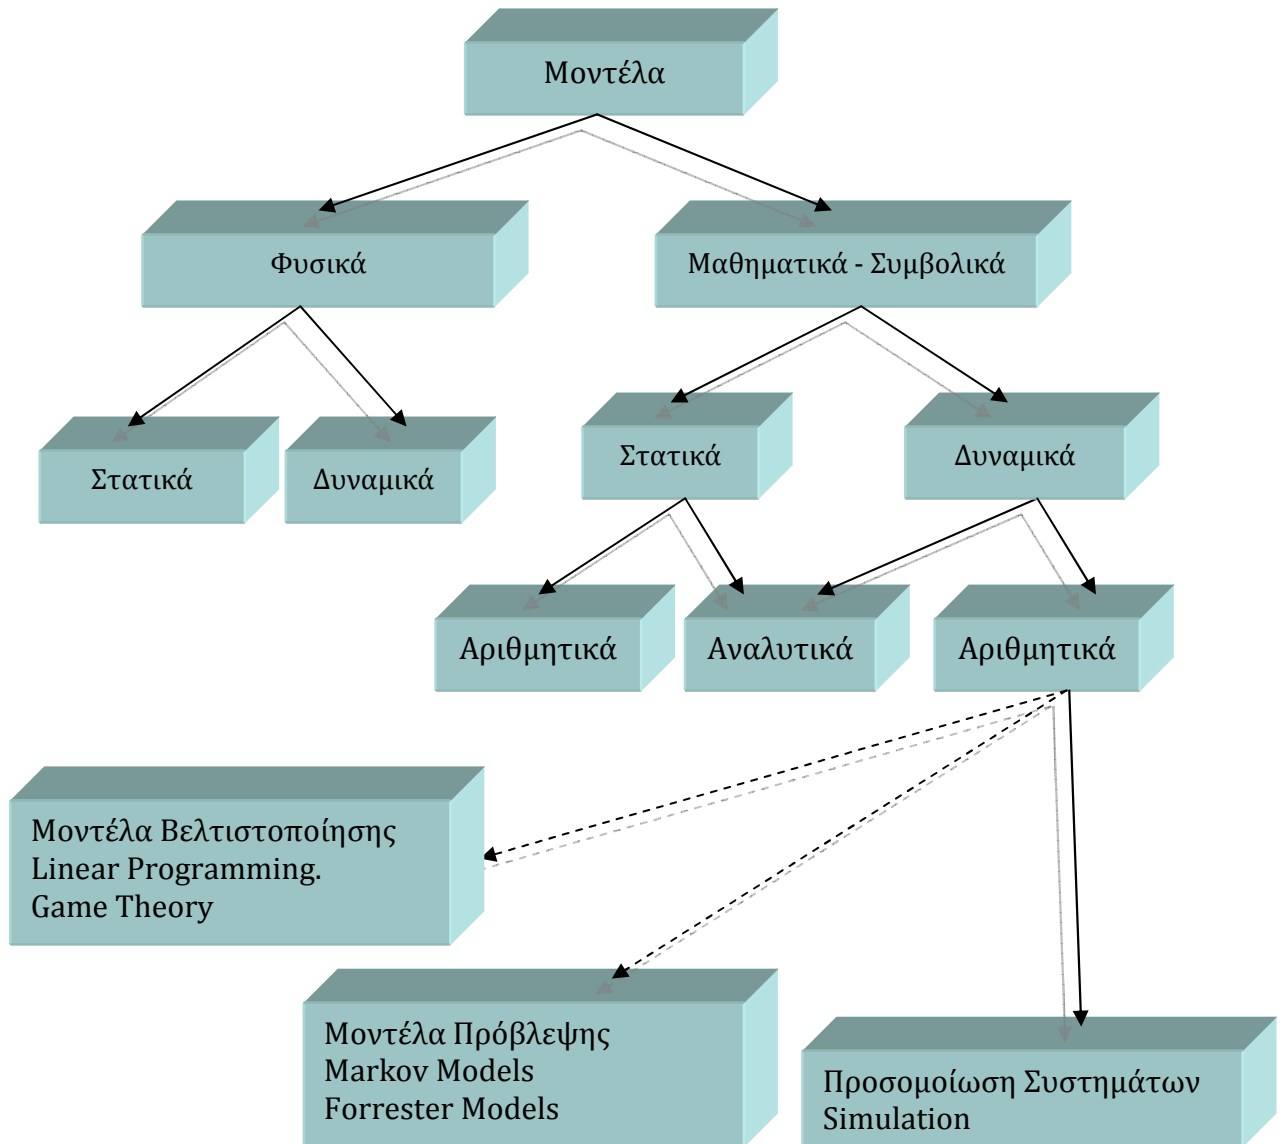 Μοντέλα
Φυσικά
Μαθηματικά - Συμβολικά
Στατικά
Δυναμικά
Στατικά
Δυναμικά
Αριθμητικά
Αναλυτικά
Αριθμητικά
Μοντέλα Βελτιστοποίησης
Linear Programming.
Game Theory
Μοντέλα Πρόβλεψης
Markov Models
Forrester Models
Προσομοίωση Συστημάτων
Simulation